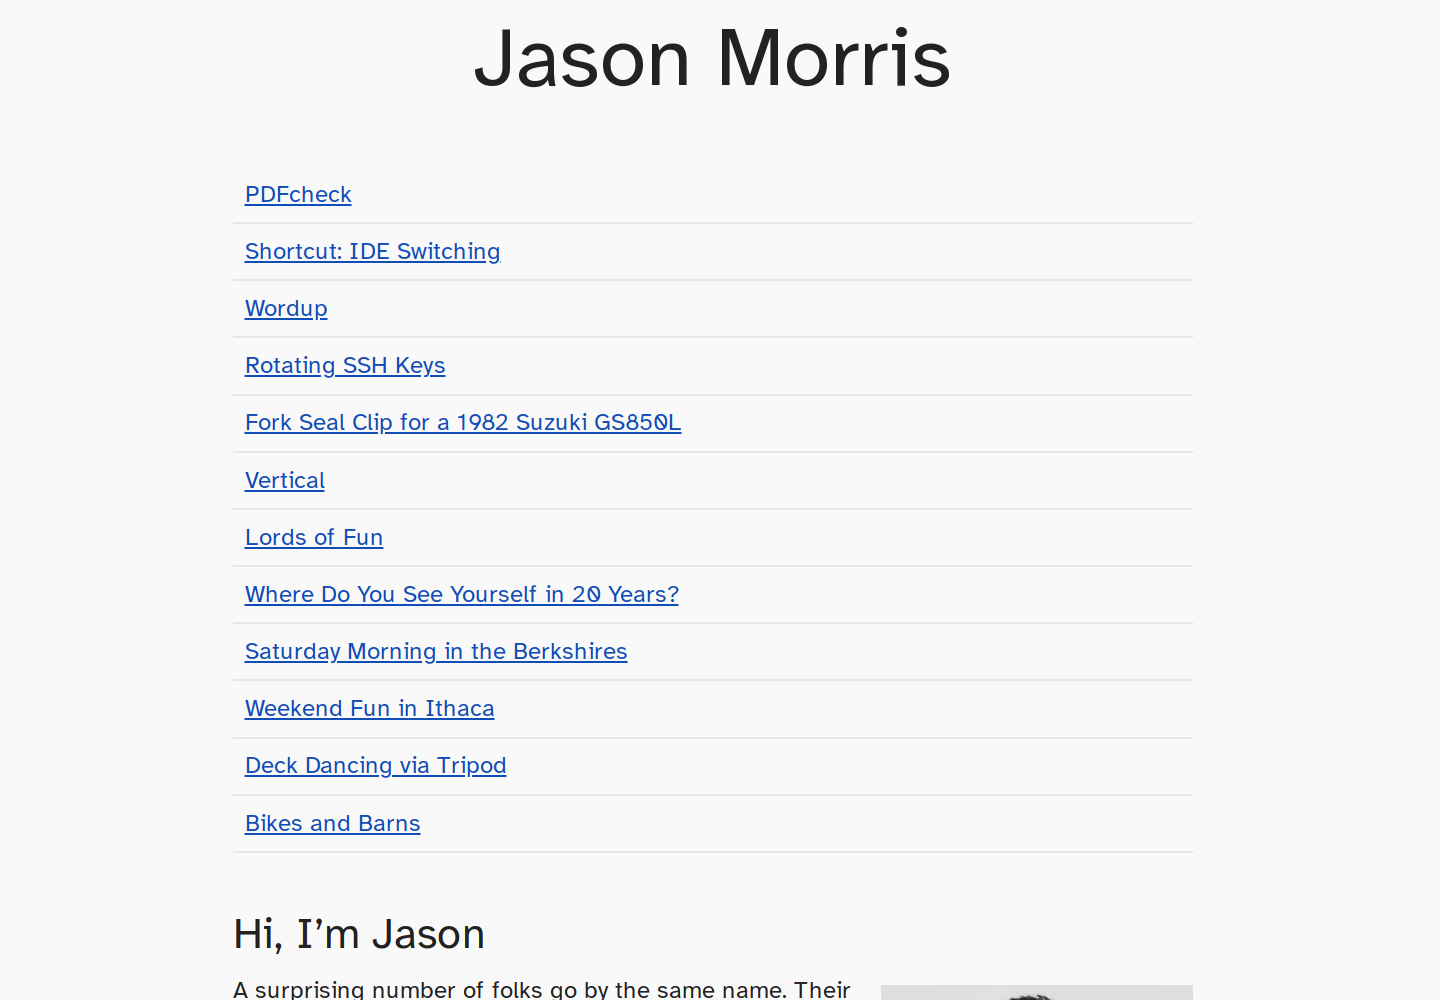 Jason Morris
PDFcheck
Shortcut: IDE Switching
Wordup
Rotating SSH Keys
Fork Seal Clip for a 1982 Suzuki GS850L
Vertical
Lords of Fun
Where Do You See Yourself in 20 Years?
Saturday Morning in the Berkshires
Weekend Fun in Ithaca
Deck Dancing via Tripod
Bikes and Barns
Hi, I’m Jason
A surprising number of folks go by the same name. Their